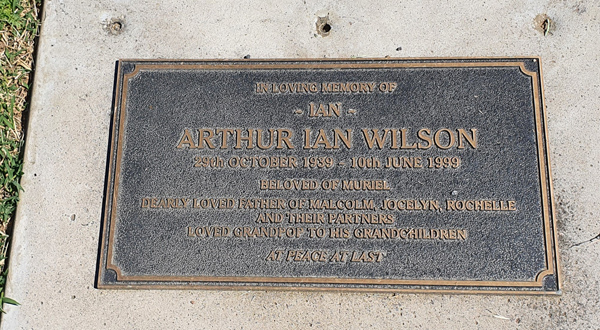 IN LOVING MEMORY OF
~ IAN ~
ARTHUR IAN WILSON
29th OCTOBER 1939 - 10th JUNE 1999
BELOVED OF MURIEL
DEARLY LOVED FATHER OF MALCOLM, JOCELYN, ROCHELLE
AND THEIR PARTNERS
LOVED GRANDPOP TO HIS GRANDCHILDREN
AT PEACE AT LAST